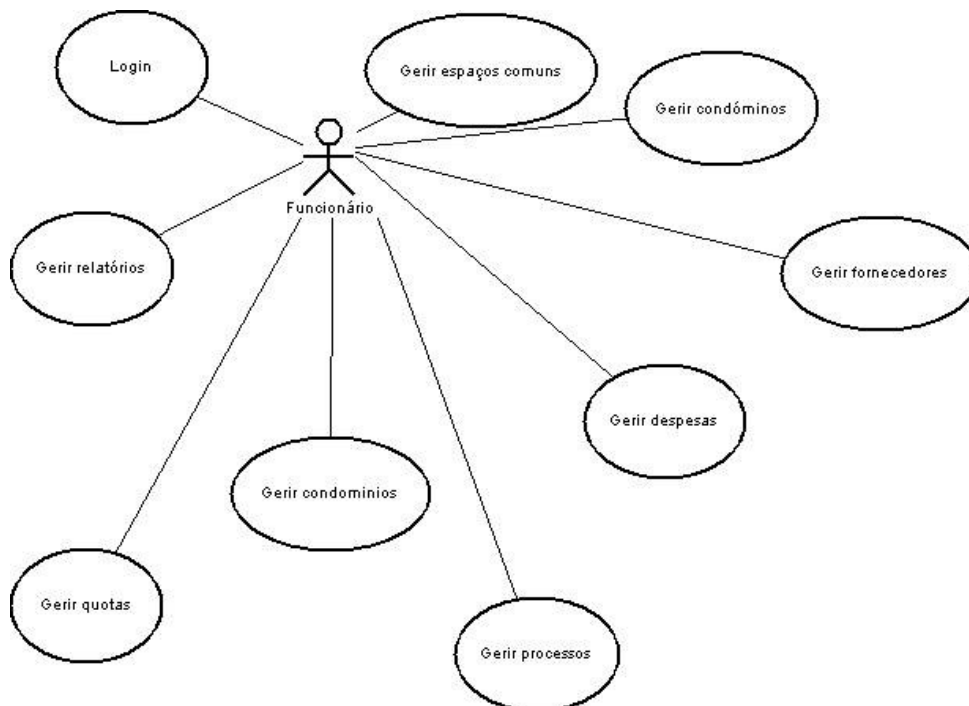 Login
Gerir espaços comuns
Gerir condóminos
Funcionário
Gerir relatórios
Gerir fornecedores
Gerir despesas
Gerir condominios
Gerir quotas
Gerir processos